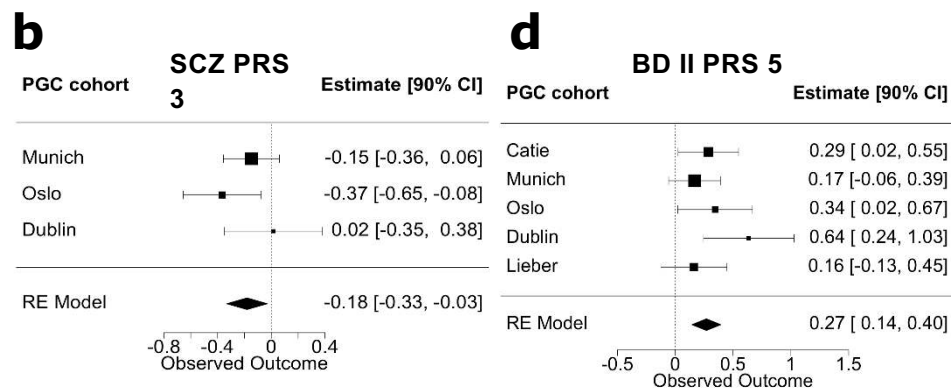 b
SCZ PRS
3
PGC cohort Estimate [90% CI]
Munich -0.15 [-0.36, 0.06]
Oslo -0.37 [-0.65, -0.08]
Dublin 0.02 [-0.35, 0.38]
RE Model -0.18 [-0.33, -0.03]
-0.8 -0.4 0 0.4
Observed Outcome
d
BD II PRS 5
PGC cohort Estimate [90% CI]
Catie 0.29 [ 0.02, 0.55]
Munich 0.17 [-0.06, 0.39]
Oslo 0.34 [ 0.02, 0.67]
Dublin 0.64 [ 0.24, 1.03]
Lieber 0.16 [-0.13, 0.45]
RE Model 0.27 [ 0.14, 0.40]
-0.5 0 0.5 1 1.5
Observed Outcome